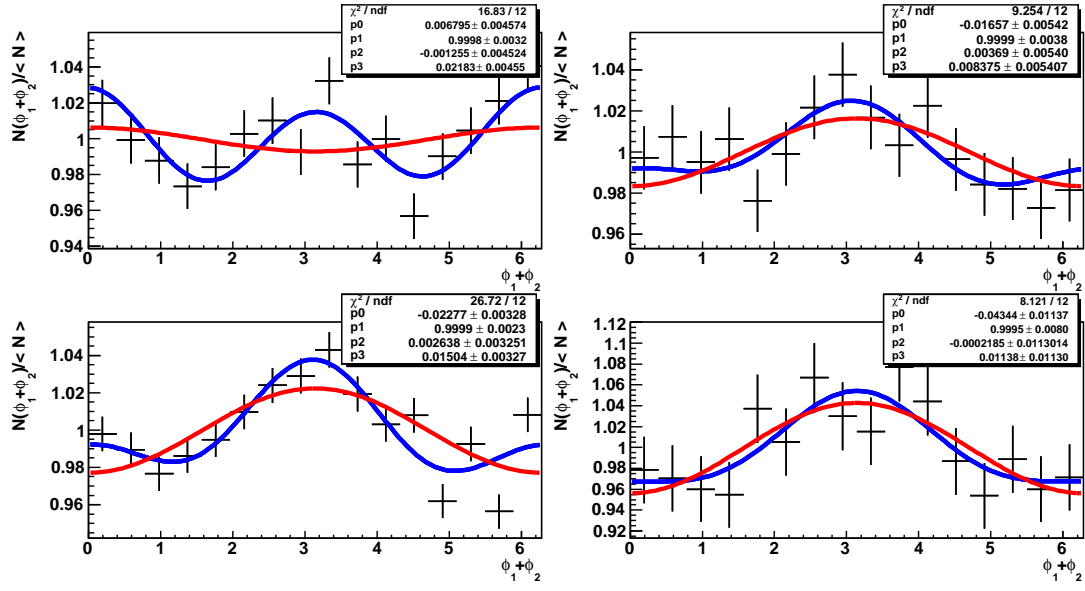 χ² / ndf 16.83 / 12
p0 0.006795 ± 0.004574
p1 0.9998 ± 0.0032
p2 -0.001255 ± 0.004524
p3 0.02183 ± 0.00455
N(ϕ₁+ϕ₂)/< N >
1.04
1.02
1
0.98
0.96
0.94
0 1 2 3 4 5 6
ϕ₁+ϕ₂
χ² / ndf 9.254 / 12
p0 -0.01657 ± 0.00542
p1 0.9999 ± 0.0038
p2 0.00369 ± 0.00540
p3 0.008375 ± 0.005407
N(ϕ₁+ϕ₂)/< N >
1.04
1.02
1
0.98
0.96
0 1 2 3 4 5 6
ϕ₁+ϕ₂
χ² / ndf 26.72 / 12
p0 -0.02277 ± 0.00328
p1 0.9999 ± 0.0023
p2 0.002638 ± 0.003251
p3 0.01504 ± 0.00327
N(ϕ₁+ϕ₂)/< N >
1.04
1.02
1
0.98
0.96
0 1 2 3 4 5 6
ϕ₁+ϕ₂
χ² / ndf 8.121 / 12
p0 -0.04344 ± 0.01137
p1 0.9995 ± 0.0080
p2 -0.0002185 ± 0.0113014
p3 0.01138 ± 0.01130
N(ϕ₁+ϕ₂)/< N >
1.12
1.10
1.08
1.06
1.04
1.02
1
0.98
0.96
0.94
0.92
0 1 2 3 4 5 6
ϕ₁+ϕ₂